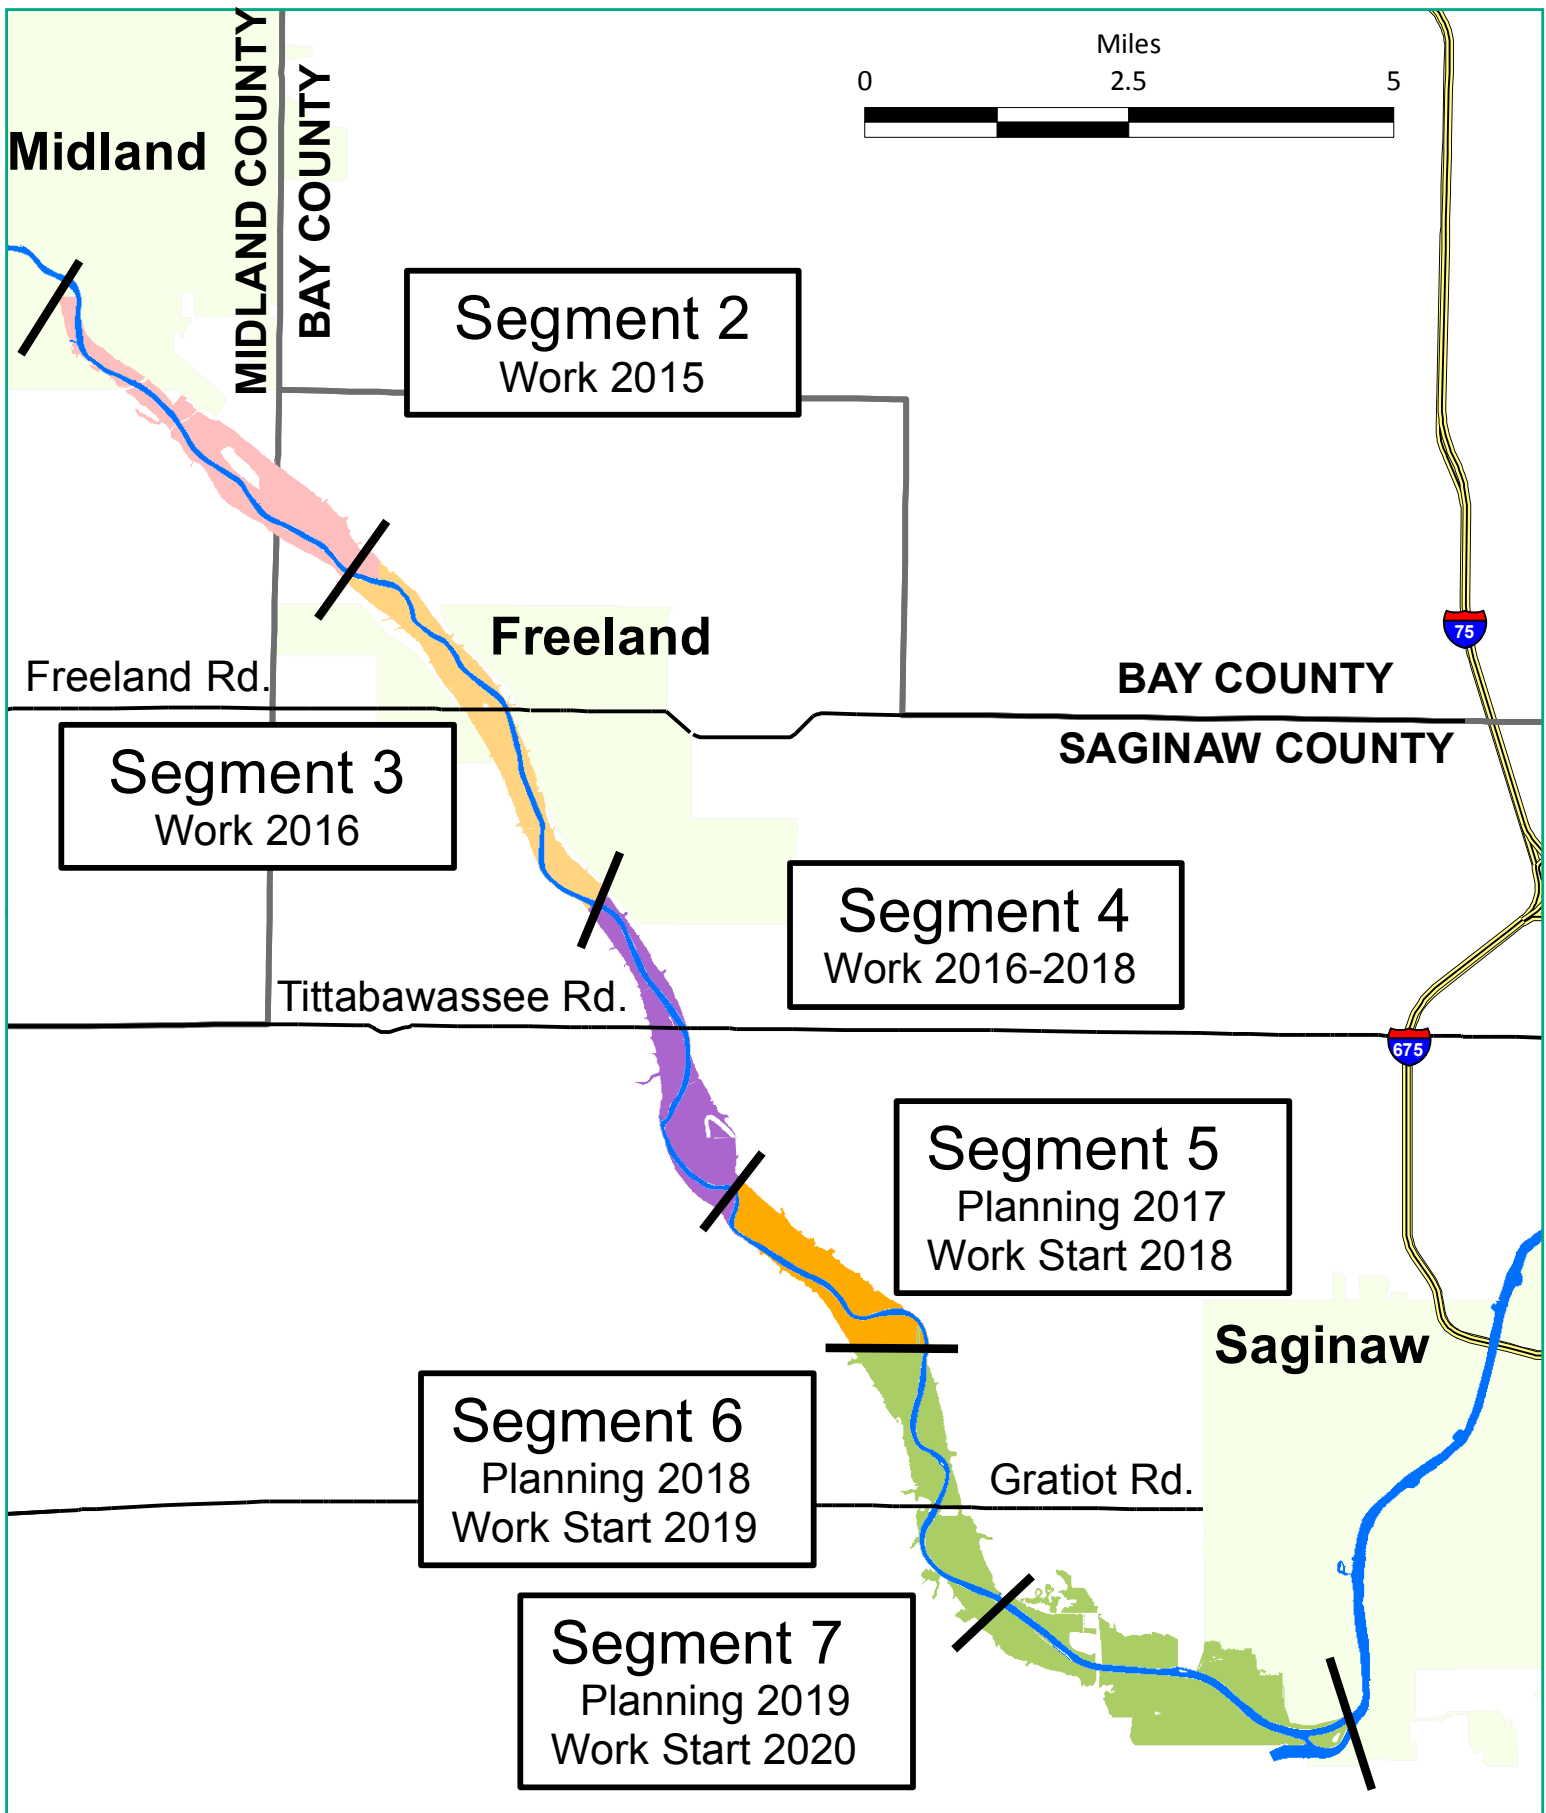 Miles
0 2.5 5
Midland
MIDLAND COUNTY
BAY COUNTY
Segment 2
Work 2015
Freeland
75
Freeland Rd.
BAY COUNTY
SAGINAW COUNTY
Segment 3
Work 2016
Segment 4
Work 2016-2018
Tittabawassee Rd.
675
Segment 5
Planning 2017
Work Start 2018
Saginaw
Segment 6
Planning 2018
Work Start 2019
Gratiot Rd.
Segment 7
Planning 2019
Work Start 2020